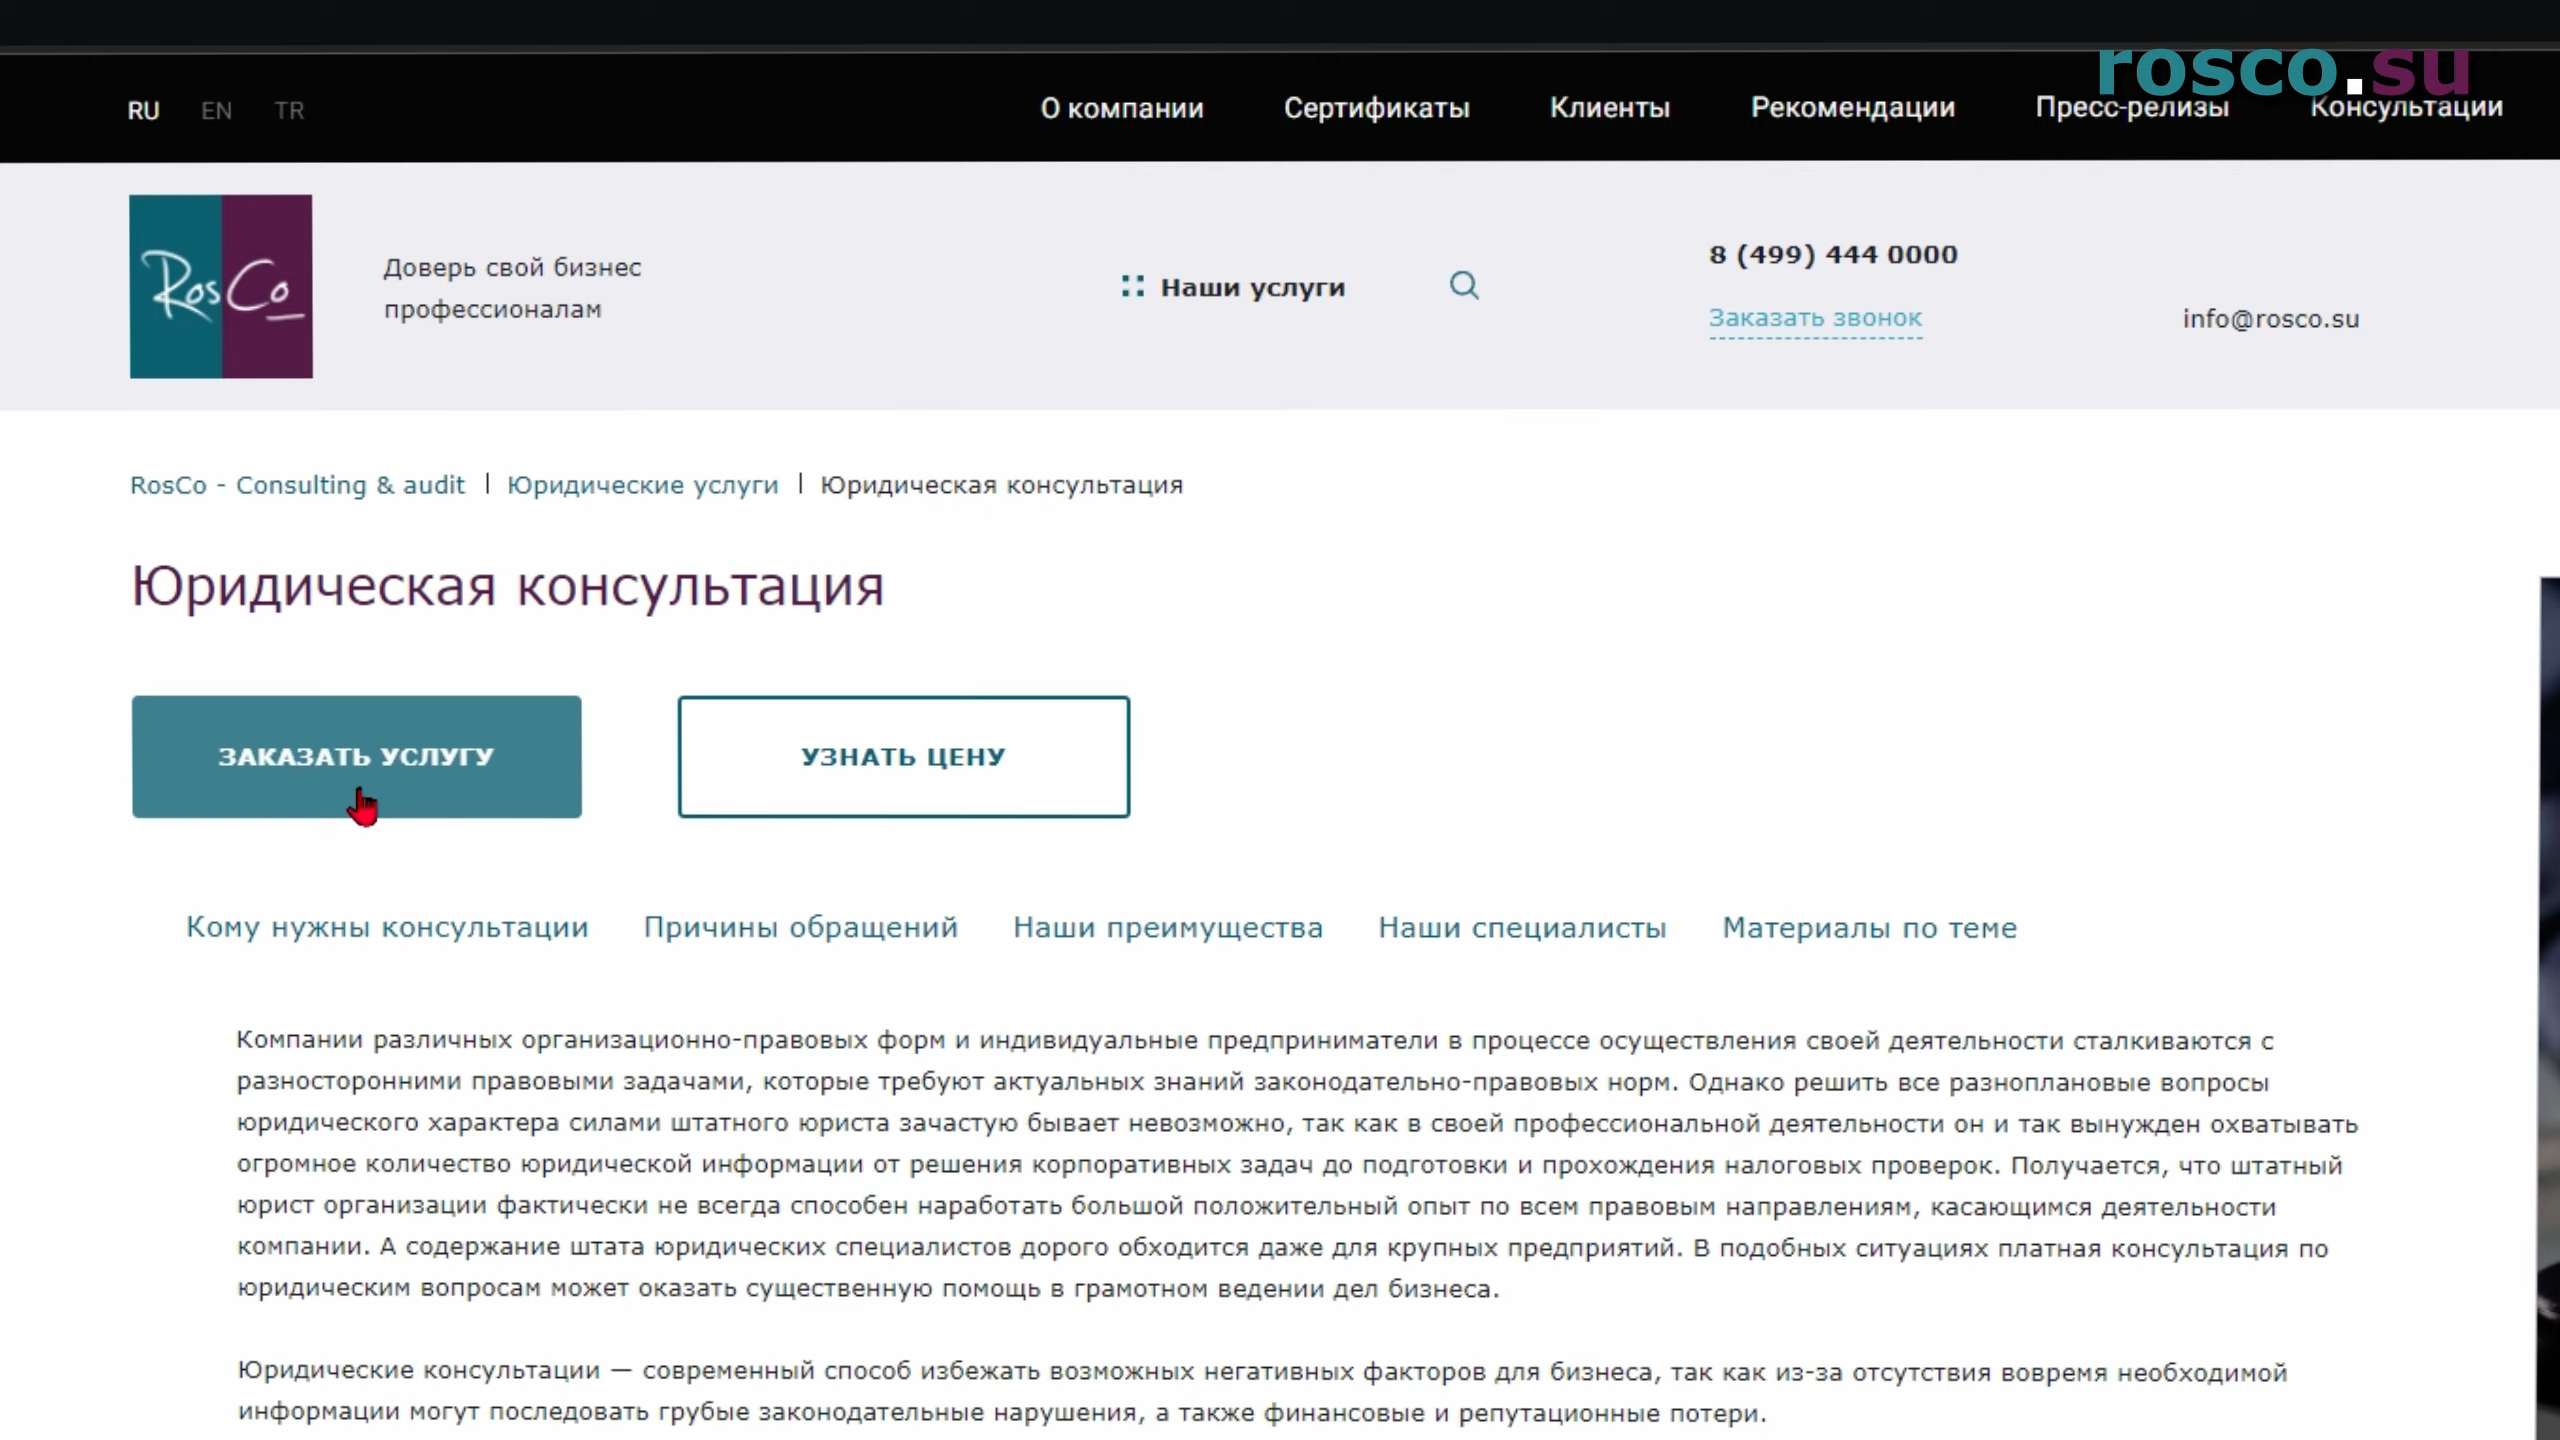 rosco.su
RU EN TR О компании Сертификаты Клиенты Рекомендации Пресс-релизы Консультации
RosCo
Доверь свой бизнес
профессионалам
Наши услуги
8 (499) 444 0000
Заказать звонок
info@rosco.su
RosCo - Consulting & audit | Юридические услуги | Юридическая консультация
Юридическая консультация
ЗАКАЗАТЬ УСЛУГУ УЗНАТЬ ЦЕНУ
Кому нужны консультации Причины обращений Наши преимущества Наши специалисты Материалы по теме
Компании различных организационно-правовых форм и индивидуальные предприниматели в процессе осуществления своей деятельности сталкиваются с
разносторонними правовыми задачами, которые требуют актуальных знаний законодательно-правовых норм. Однако решить все разноплановые вопросы
юридического характера силами штатного юриста зачастую бывает невозможно, так как в своей профессиональной деятельности он и так вынужден охватывать
огромное количество юридической информации от решения корпоративных задач до подготовки и прохождения налоговых проверок. Получается, что штатный
юрист организации фактически не всегда способен наработать большой положительный опыт по всем правовым направлениям, касающимся деятельности
компании. А содержание штата юридических специалистов дорого обходится даже для крупных предприятий. В подобных ситуациях платная консультация по
юридическим вопросам может оказать существенную помощь в грамотном ведении дел бизнеса.
Юридические консультации — современный способ избежать возможных негативных факторов для бизнеса, так как из-за отсутствия вовремя необходимой
информации могут последовать грубые законодательные нарушения, а также финансовые и репутационные потери.